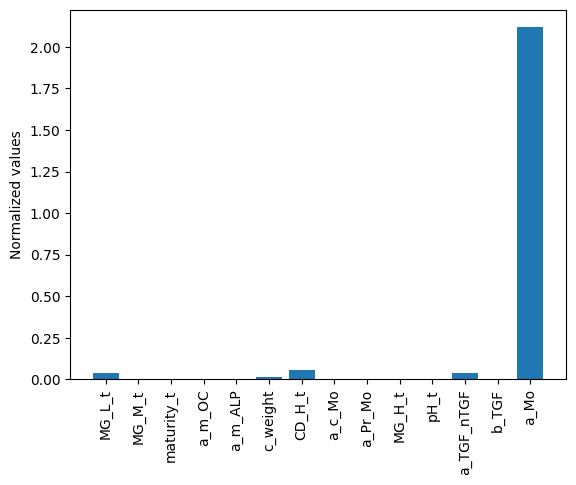 Normalized values
2.00
1.75
1.50
1.25
1.00
0.75
0.50
0.25
0.00
MG_L_t
MG_M_t
maturity_t
a_m_OC
a_m_ALP
c_weight
CD_H_t
a_c_Mo
a_Pr_Mo
MG_H_t
pH_t
a_TGF_nTGF
b_TGF
a_Mo